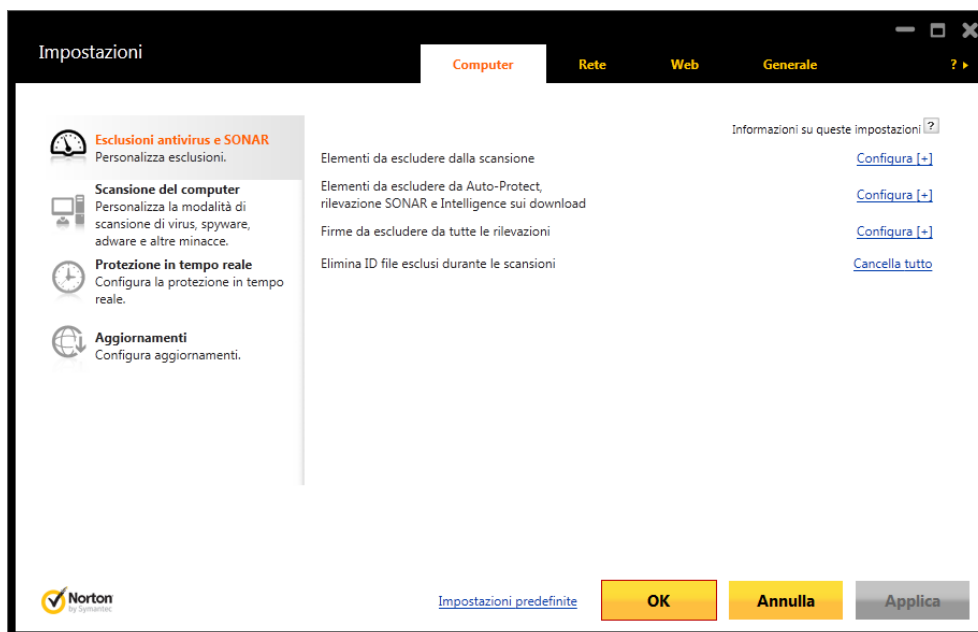 Impostazioni
Computer
Rete
Web
Generale
?
Informazioni su queste impostazioni ?
Esclusioni antivirus e SONAR
Personalizza esclusioni.
Scansione del computer
Personalizza la modalità di
scansione di virus, spyware,
adware e altre minacce.
Protezione in tempo reale
Configura la protezione in tempo
reale.
Aggiornamenti
Configura aggiornamenti.
Elementi da escludere dalla scansione
Configura [+]
Elementi da escludere da Auto-Protect,
rilevazione SONAR e Intelligence sui download
Configura [+]
Firme da escludere da tutte le rilevazioni
Configura [+]
Elimina ID file esclusi durante le scansioni
Cancella tutto
Norton
by Symantec
Impostazioni predefinite
OK
Annulla
Applica